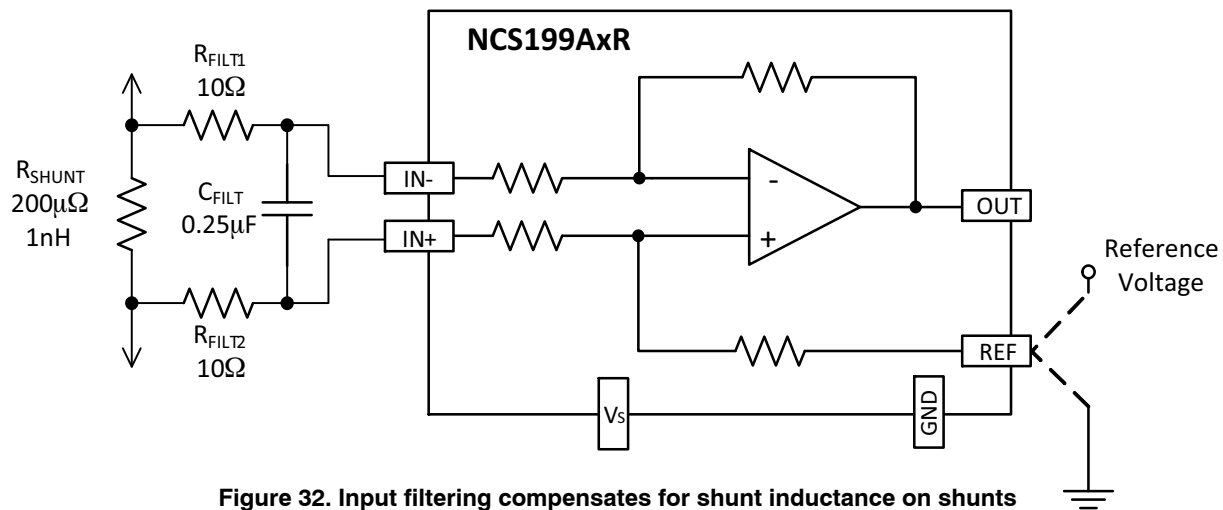 NCS199AxR
R_FILT1
10Ω
R_SHUNT
200μΩ
1nH
C_FILT
0.25μF
IN-
IN+
-
+
OUT
Reference
Voltage
R_FILT2
10Ω
REF
Vs
GND
Figure 32. Input filtering compensates for shunt inductance on shunts